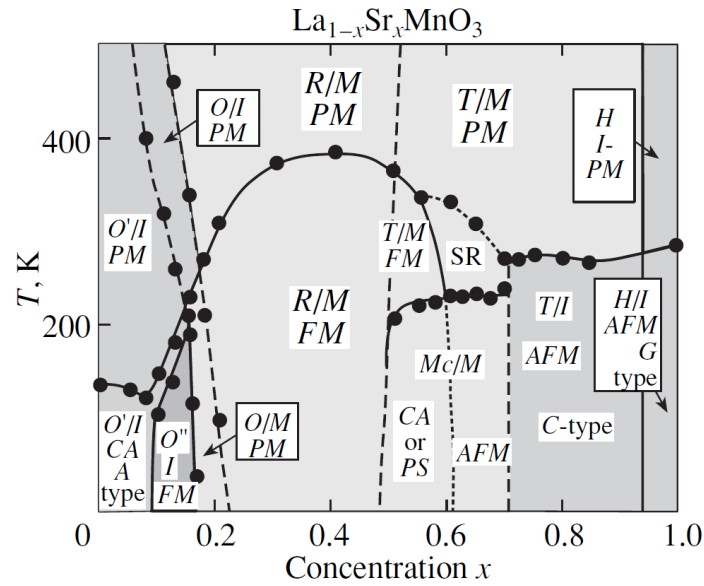 La1−xSrxMnO3
R/M
PM
T/M
PM
O/I
PM
H
I-
PM
400
O'/I
PM
T/M
FM
SR
T, K
R/M
FM
T/I
AFM
H/I
AFM
G
type
200
Mc/M
O'/I
CA
A
type
O''
I
FM
O/M
PM
CA
or
PS
AFM
C-type
0
0.2
0.4
0.6
0.8
1.0
Concentration x